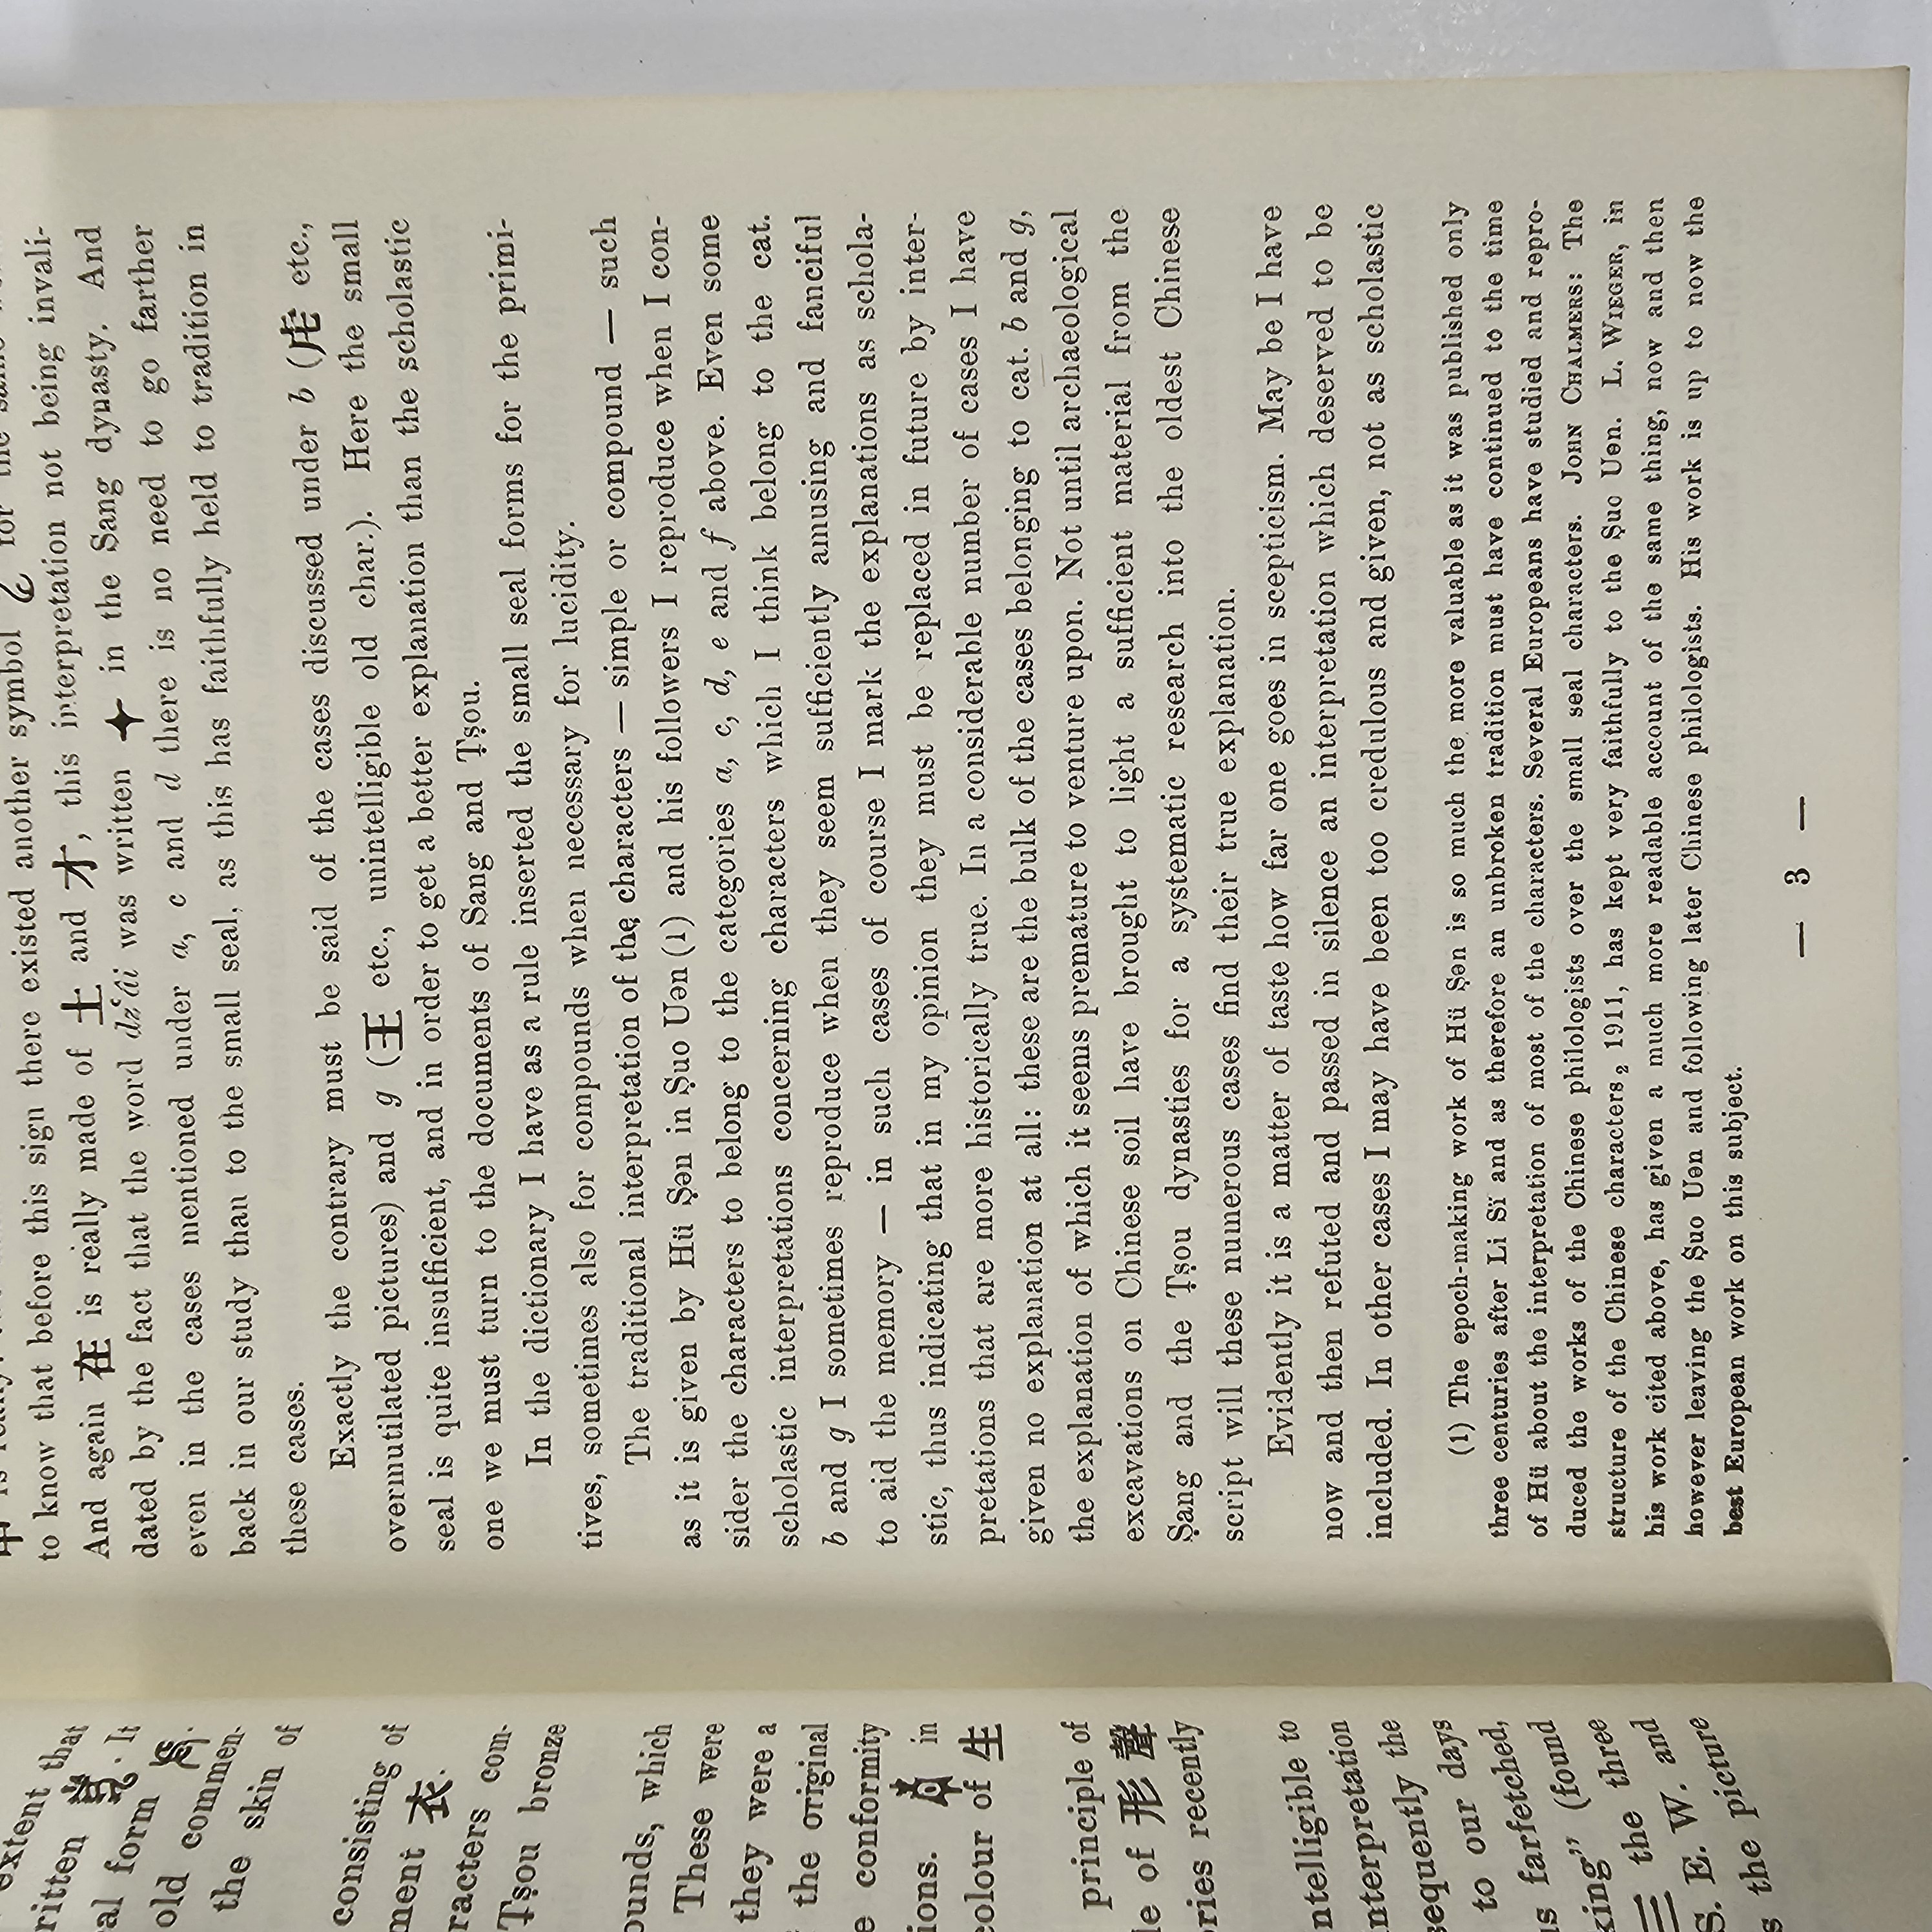 extent that
ritten . It
al form .
old commen-
the skin of
consisting of
ment 衣.
racters com-
Ṭṣou bronze
ounds, which
These were
they were a
the original
e conformity
ions. in
colour of 生
principle of
le of 形聲
ries recently
ntelligible to
nterpretation
sequently the
to our days
us farfetched,
king” (found
三 the three
S. E. W. and
s the picture
to know that before this sign there existed another symbol for the same
And again 在 is really made of 土 and 才, this interpretation not being invali-
dated by the fact that the word dz‘âi was written ✦ in the Sang dynasty. And
even in the cases mentioned under a, c and d there is no need to go farther
back in our study than to the small seal, as this has faithfully held to tradition in
these cases.
Exactly the contrary must be said of the cases discussed under b (虍 etc.,
overmutilated pictures) and g (王 etc., unintelligible old char.). Here the small
seal is quite insufficient, and in order to get a better explanation than the scholastic
one we must turn to the documents of Sang and Ṭṣou.
In the dictionary I have as a rule inserted the small seal forms for the primi-
tives, sometimes also for compounds when necessary for lucidity.
The traditional interpretation of the characters — simple or compound — such
as it is given by Hü Ṣən in Ṣuo Uən (1) and his followers I reproduce when I con-
sider the characters to belong to the categories a, c, d, e and f above. Even some
scholastic interpretations concerning characters which I think belong to the cat.
b and g I sometimes reproduce when they seem sufficiently amusing and fanciful
to aid the memory — in such cases of course I mark the explanations as schola-
stic, thus indicating that in my opinion they must be replaced in future by inter-
pretations that are more historically true. In a considerable number of cases I have
given no explanation at all: these are the bulk of the cases belonging to cat. b and g,
the explanation of which it seems premature to venture upon. Not until archaeological
excavations on Chinese soil have brought to light a sufficient material from the
Ṣang and the Ṭṣou dynasties for a systematic research into the oldest Chinese
script will these numerous cases find their true explanation.
Evidently it is a matter of taste how far one goes in scepticism. May be I have
now and then refuted and passed in silence an interpretation which deserved to be
included. In other cases I may have been too credulous and given, not as scholastic
(1) The epoch-making work of Hü Ṣən is so much the more valuable as it was published only
three centuries after Li Sï and as therefore an unbroken tradition must have continued to the time
of Hü about the interpretation of most of the characters. Several Europeans have studied and repro-
duced the works of the Chinese philologists over the small seal characters. JOHN CHALMERS: The
structure of the Chinese characters₂ 1911, has kept very faithfully to the Ṣuo Uən. L. WIEGER, in
his work cited above, has given a much more readable account of the same thing, now and then
however leaving the Ṣuo Uən and following later Chinese philologists. His work is up to now the
best European work on this subject.
— 3 —